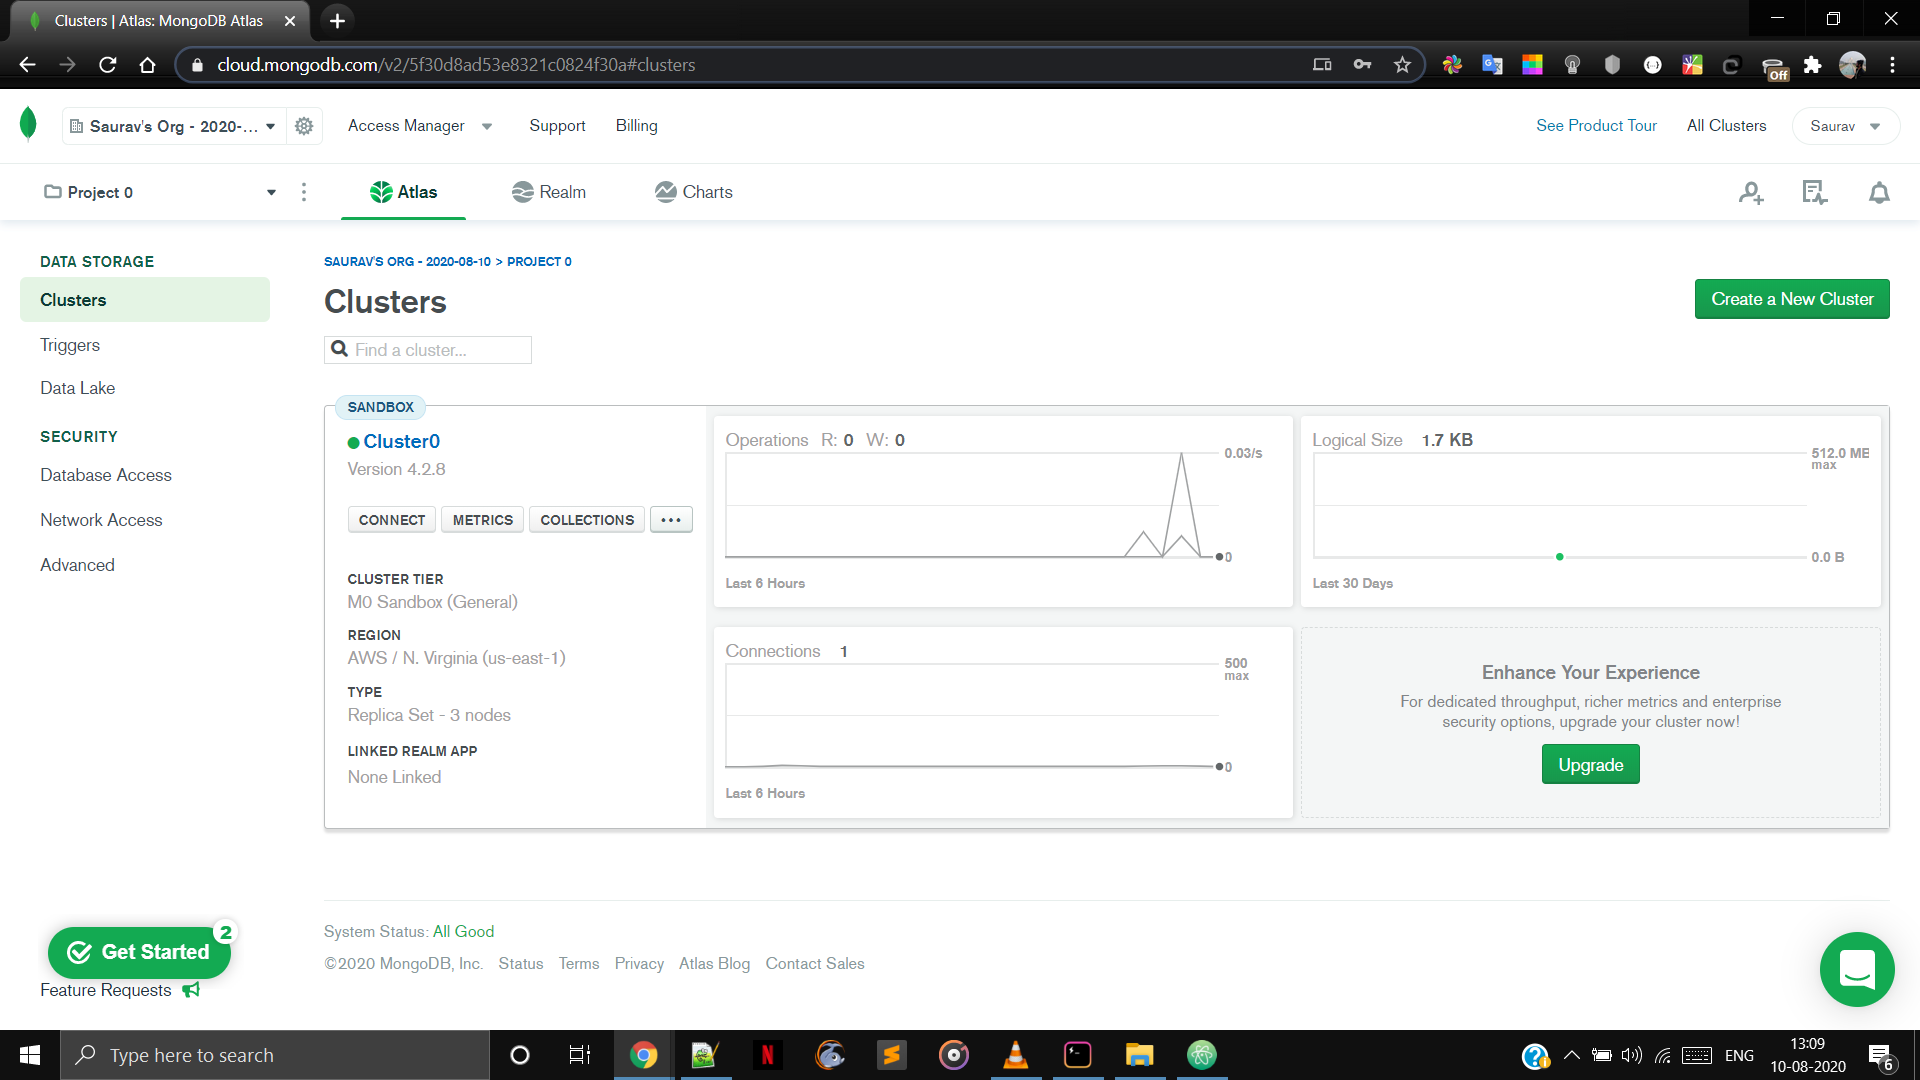 Clusters | Atlas: MongoDB Atlas
cloud.mongodb.com/v2/5f30d8ad53e8321c0824f30a#clusters
Off
Saurav's Org - 2020-...
Access Manager
Support
Billing
See Product Tour
All Clusters
Saurav
Project 0
Atlas
Realm
Charts
DATA STORAGE
Clusters
Triggers
Data Lake
SECURITY
Database Access
Network Access
Advanced
SAURAV'S ORG - 2020-08-10 > PROJECT 0
Clusters
Create a New Cluster
Find a cluster...
SANDBOX
Cluster0
Version 4.2.8
CONNECT
METRICS
COLLECTIONS
...
CLUSTER TIER
M0 Sandbox (General)
REGION
AWS / N. Virginia (us-east-1)
TYPE
Replica Set - 3 nodes
LINKED REALM APP
None Linked
Operations R: 0 W: 0
0.03/s
0
Last 6 Hours
Logical Size 1.7 KB
512.0 MB
max
0.0 B
Last 30 Days
Connections 1
500
max
0
Last 6 Hours
Enhance Your Experience
For dedicated throughput, richer metrics and enterprise
security options, upgrade your cluster now!
Upgrade
System Status: All Good
©2020 MongoDB, Inc. Status Terms Privacy Atlas Blog Contact Sales
Get Started
2
Feature Requests
Type here to search
ENG
13:09
10-08-2020
6